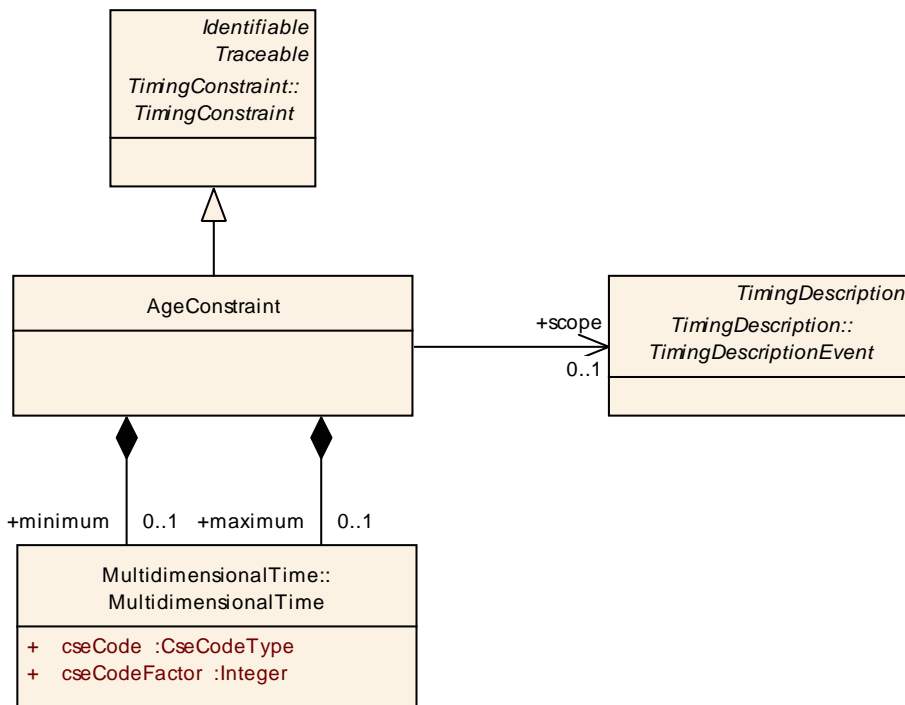 Identifiable
Traceable
TimingConstraint::
TimingConstraint
AgeConstraint
+scope
0..1
TimingDescription
TimingDescription::
TimingDescriptionEvent
+minimum 0..1 +maximum 0..1
MultidimensionalTime::
MultidimensionalTime
+ cseCode :CseCodeType
+ cseCodeFactor :Integer